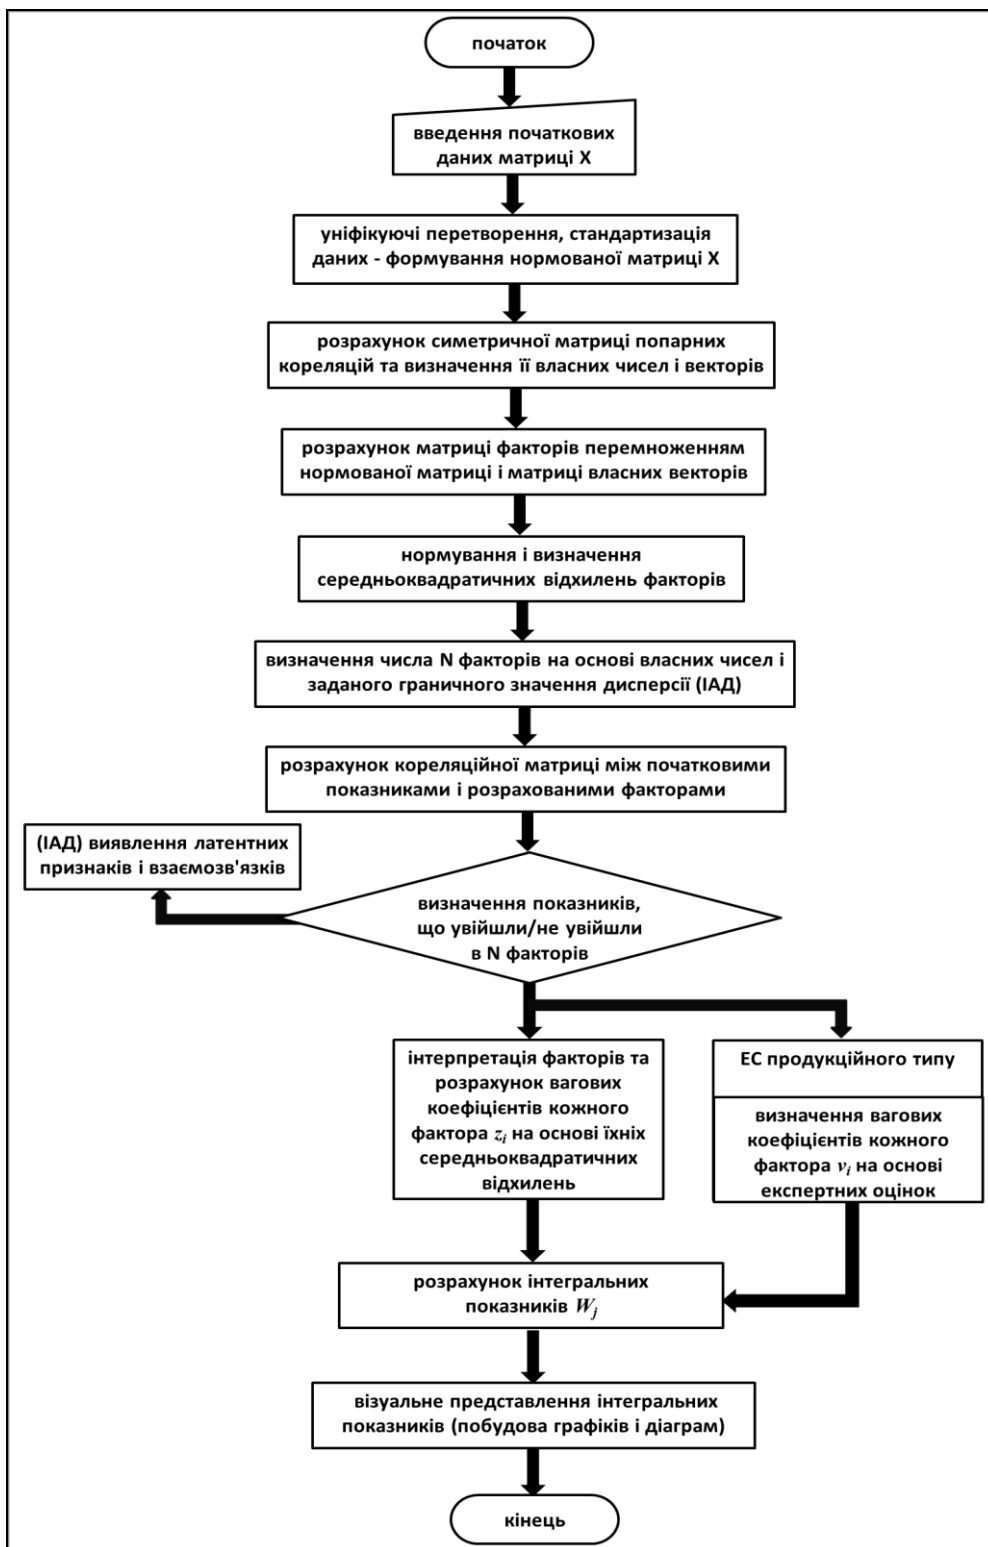 початок
введення початкових
даних матриці X
уніфікуючі перетворення, стандартизація
даних - формування нормованої матриці X
розрахунок симетричної матриці попарних
кореляцій та визначення її власних чисел і векторів
розрахунок матриці факторів перемноженням
нормованої матриці і матриці власних векторів
нормування і визначення
середньоквадратичних відхилень факторів
визначення числа N факторів на основі власних чисел і
заданого граничного значення дисперсії (ІАД)
розрахунок кореляційної матриці між початковими
показниками і розрахованими факторами
(ІАД) виявлення латентних
признаків і взаємозв'язків
визначення показників,
що увійшли/не увійшли
в N факторів
інтерпретація факторів та
розрахунок вагових
коефіцієнтів кожного
фактора z_i на основі їхніх
середньоквадратичних
відхилень
ЕС продукційного типу
визначення вагових
коефіцієнтів кожного
фактора v_i на основі
експертних оцінок
розрахунок інтегральних
показників W_j
візуальне представлення інтегральних
показників (побудова графіків і діаграм)
кінець